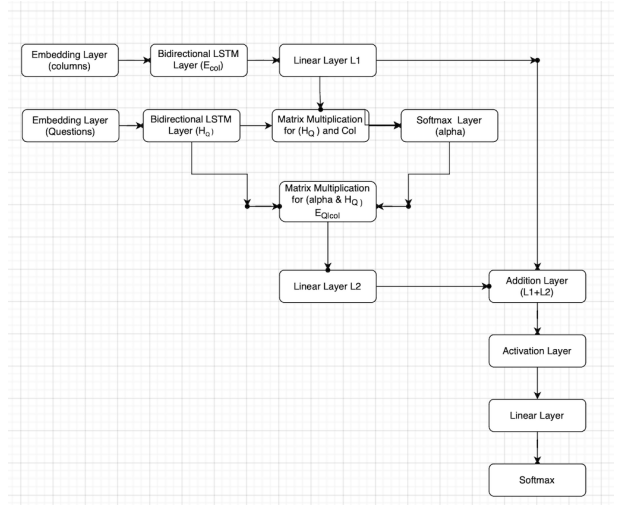 Embedding Layer
(columns)
Bidirectional LSTM
Layer (E_col)
Linear Layer L1
Embedding Layer
(Questions)
Bidirectional LSTM
Layer (H_Q)
Matrix Multiplication
for (H_Q) and Col
Softmax Layer
(alpha)
Matrix Multiplication
for (alpha & H_Q)
E_Q|col
Linear Layer L2
Addition Layer
(L1+L2)
Activation Layer
Linear Layer
Softmax